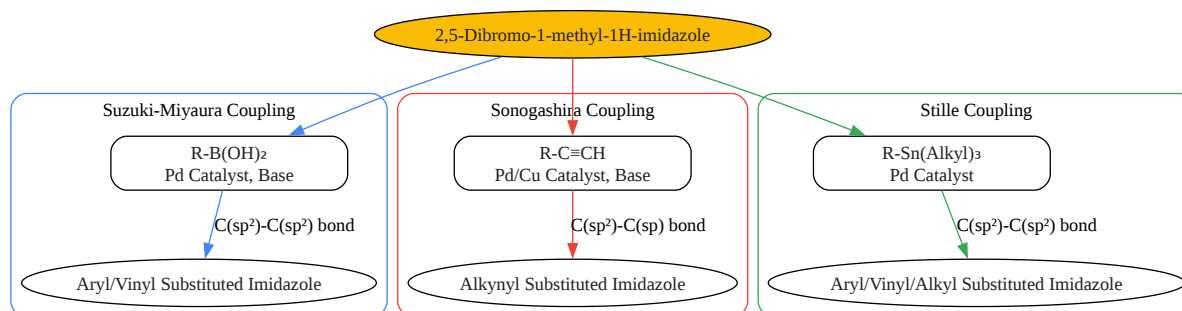 2,5-Dibromo-1-methyl-1H-imidazole
Suzuki-Miyaura Coupling
R-B(OH)₂
Pd Catalyst, Base
C(sp²)-C(sp²) bond
Aryl/Vinyl Substituted Imidazole
Sonogashira Coupling
R-C≡CH
Pd/Cu Catalyst, Base
C(sp²)-C(sp) bond
Alkynyl Substituted Imidazole
Stille Coupling
R-Sn(Alkyl)₃
Pd Catalyst
C(sp²)-C(sp²) bond
Aryl/Vinyl/Alkyl Substituted Imidazole